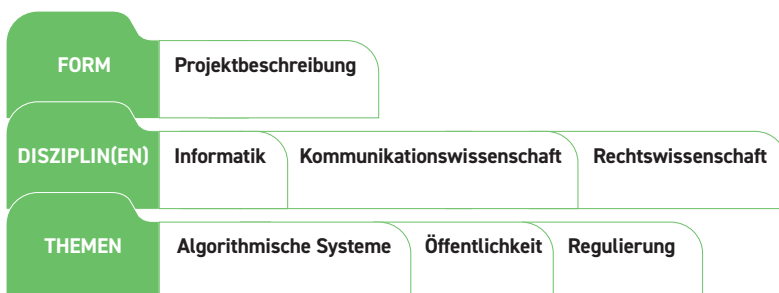 FORM Projektbeschreibung
DISZIPLIN(EN) Informatik Kommunikationswissenschaft Rechtswissenschaft
THEMEN Algorithmische Systeme Öffentlichkeit Regulierung